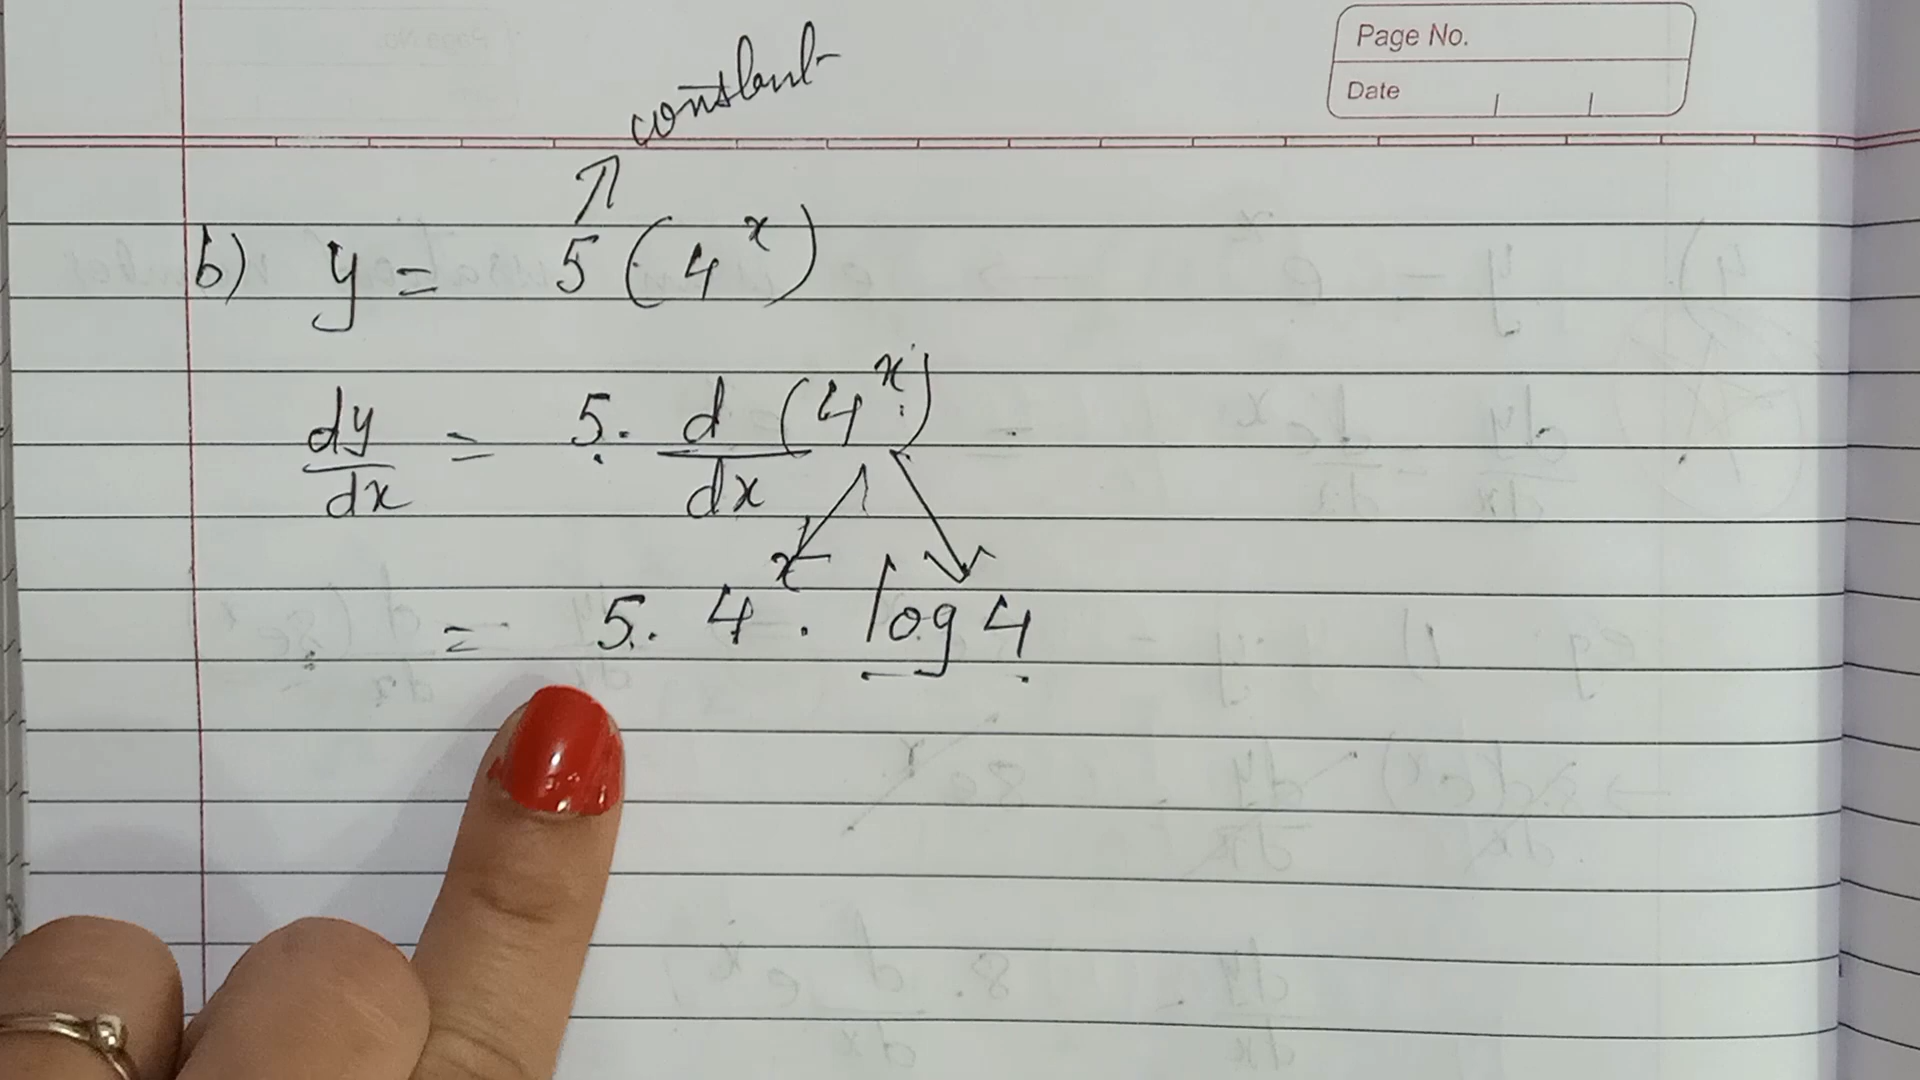 Page No.
Date
constant
b) y = 5 (4^x)
dy/dx = 5. d/dx (4^x)
= 5. 4^x . log 4